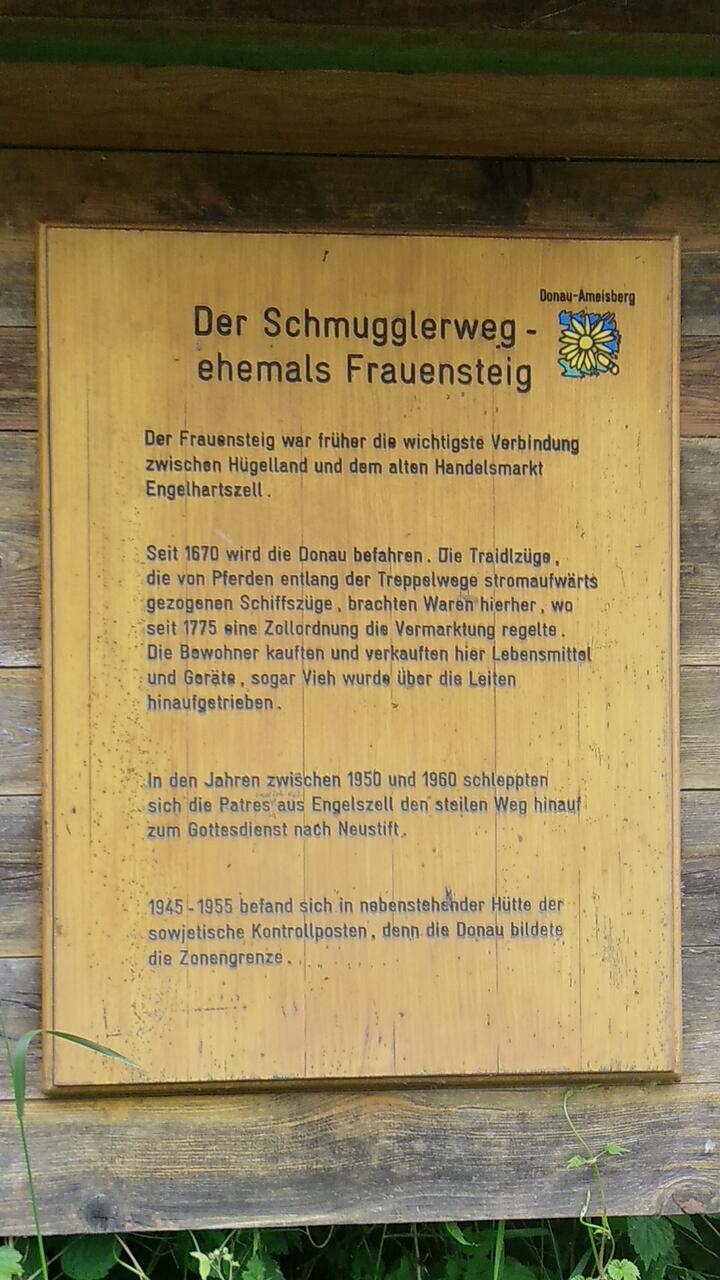 Donau-Ameisberg
Der Schmugglerweg -
ehemals Frauensteig
Der Frauensteig war früher die wichtigste Verbindung
zwischen Hügelland und dem alten Handelsmarkt
Engelhartszell.
Seit 1670 wird die Donau befahren. Die Traidlzüge,
die von Pferden entlang der Treppelwege stromaufwärts
gezogenen Schiffszüge, brachten Waren hierher, wo
seit 1775 eine Zollordnung die Vermarktung regelte.
Die Bewohner kauften und verkauften hier Lebensmittel
und Geräte, sogar Vieh wurde über die Leiten
hinaufgetrieben.
In den Jahren zwischen 1950 und 1960 schleppten
sich die Patres aus Engelszell den steilen Weg hinauf
zum Gottesdienst nach Neustift.
1945-1955 befand sich in nebenstehender Hütte der
sowjetische Kontrollposten, denn die Donau bildete
die Zonengrenze.